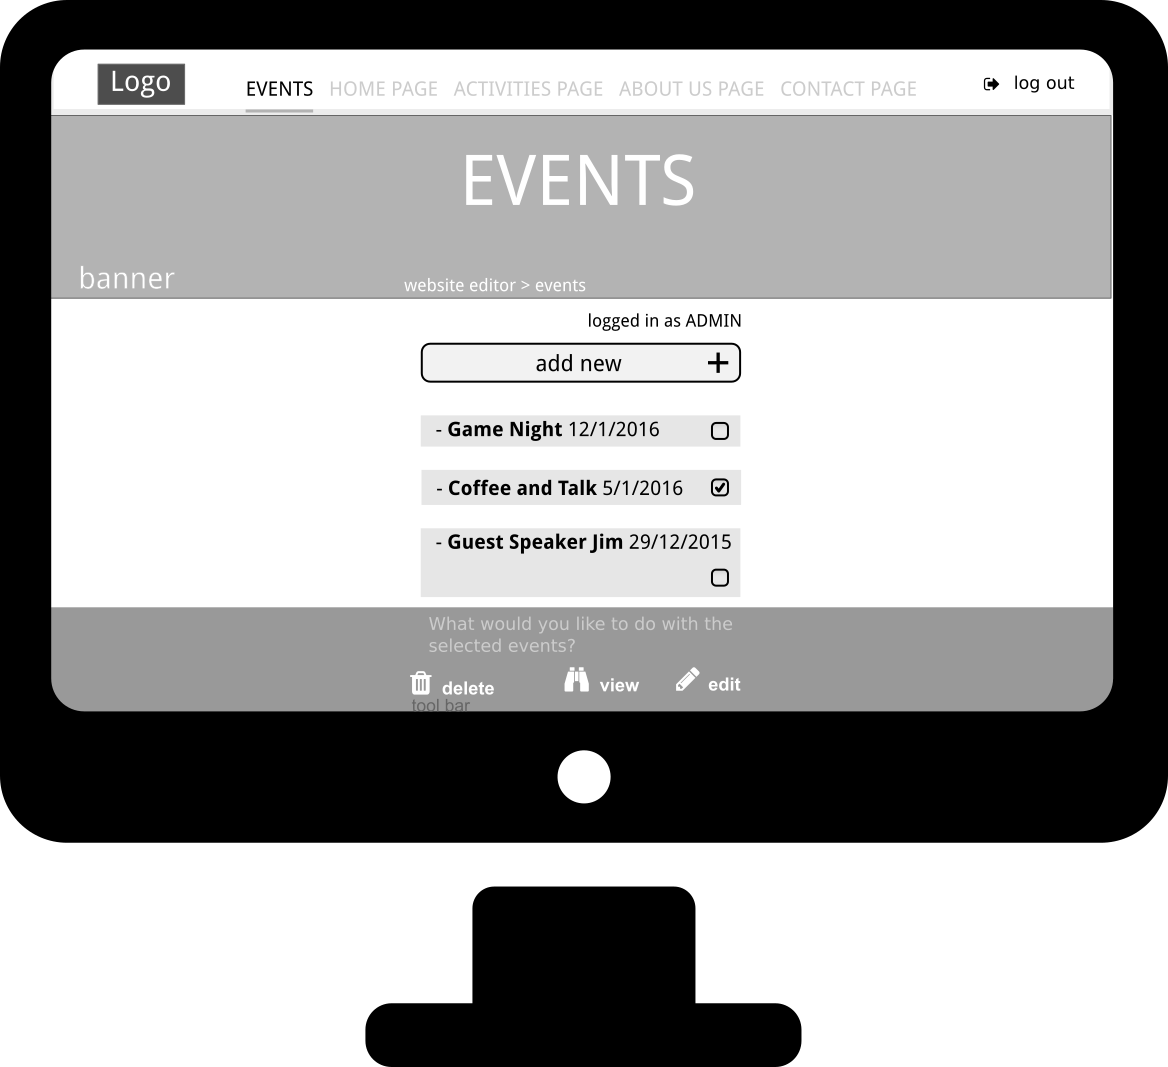 Logo
EVENTS HOME PAGE ACTIVITIES PAGE ABOUT US PAGE CONTACT PAGE
log out
EVENTS
banner
website editor > events
logged in as ADMIN
add new
- Game Night 12/1/2016
- Coffee and Talk 5/1/2016
- Guest Speaker Jim 29/12/2015
What would you like to do with the
selected events?
delete view edit
tool bar